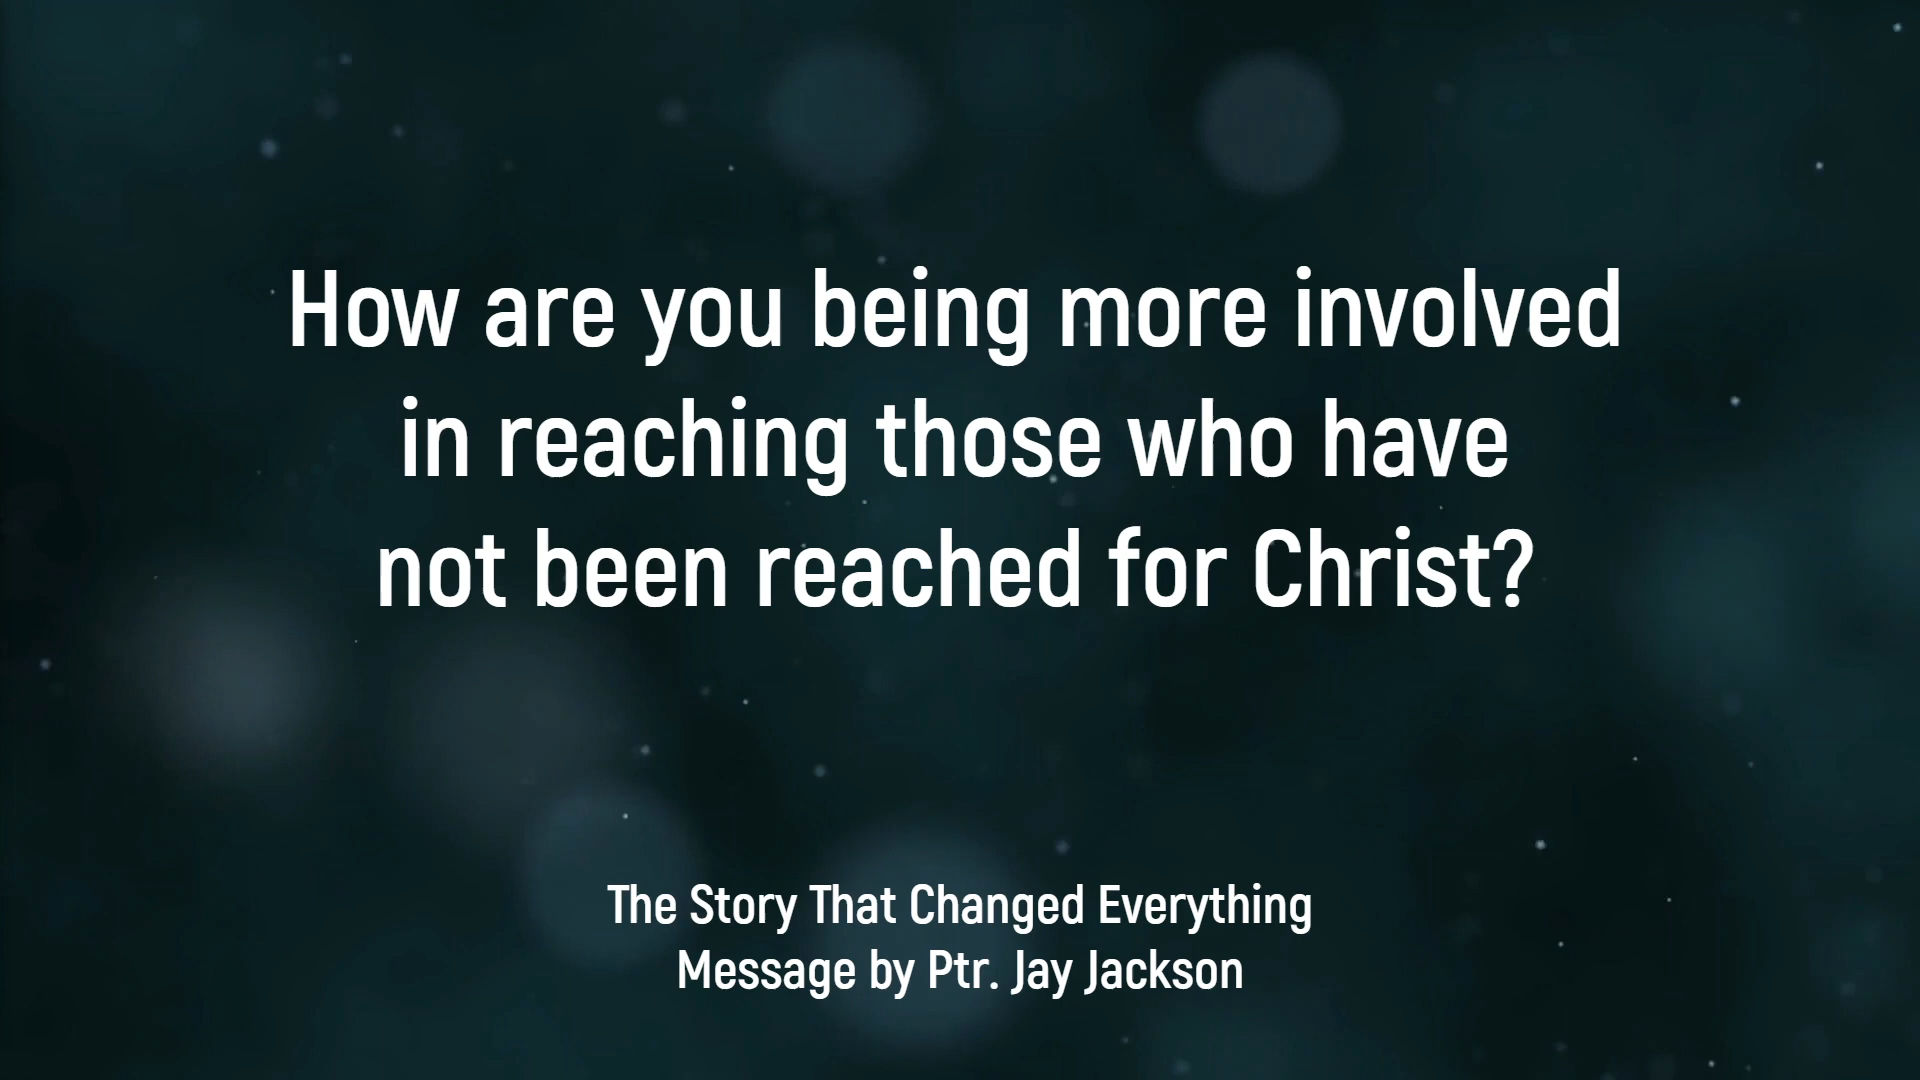 How are you being more involved
in reaching those who have
not been reached for Christ?
The Story That Changed Everything
Message by Ptr. Jay Jackson